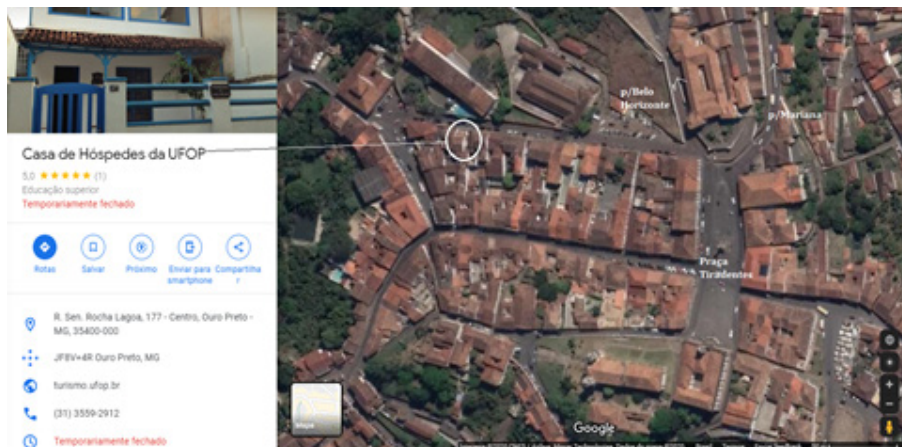 Casa de Hóspedes da UFOP
5,0 ★★★★★ (1)
Educação superior
Temporariamente fechado
Rotas
Salvar
Próximo
Enviar para
smartphone
Compartilha
r
R. Sen. Rocha Lagoa, 177 - Centro, Ouro Preto -
MG, 35400-000
JF8V+4R Ouro Preto, MG
turismo.ufop.br
(31) 3559-2912
Temporariamente fechado
p/Belo
Horizonte
p/Mariana
Praça
Tiradentes
Mapa
Google